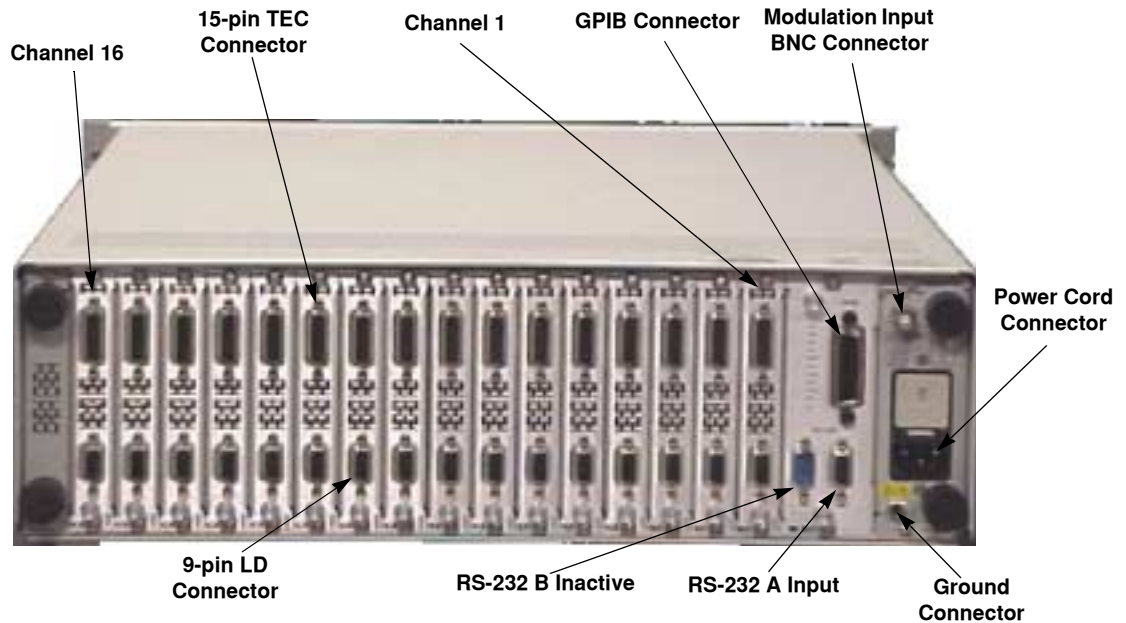 Channel 16
15-pin TEC
Connector
Channel 1
GPIB Connector
Modulation Input
BNC Connector
Power Cord
Connector
9-pin LD
Connector
RS-232 B Inactive
RS-232 A Input
Ground
Connector